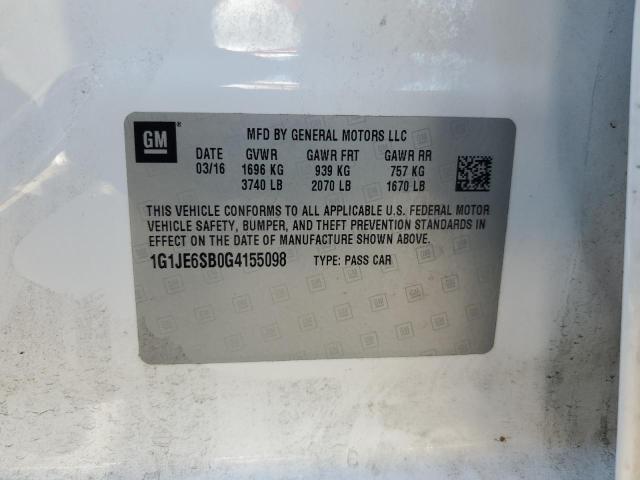 GM®
MFD BY GENERAL MOTORS LLC
DATE GVWR GAWR FRT GAWR RR
03/16 1696 KG 939 KG 757 KG
3740 LB 2070 LB 1670 LB
THIS VEHICLE CONFORMS TO ALL APPLICABLE U.S. FEDERAL MOTOR
VEHICLE SAFETY, BUMPER, AND THEFT PREVENTION STANDARDS IN
EFFECT ON THE DATE OF MANUFACTURE SHOWN ABOVE.
1G1JE6SB0G4155098 TYPE: PASS CAR